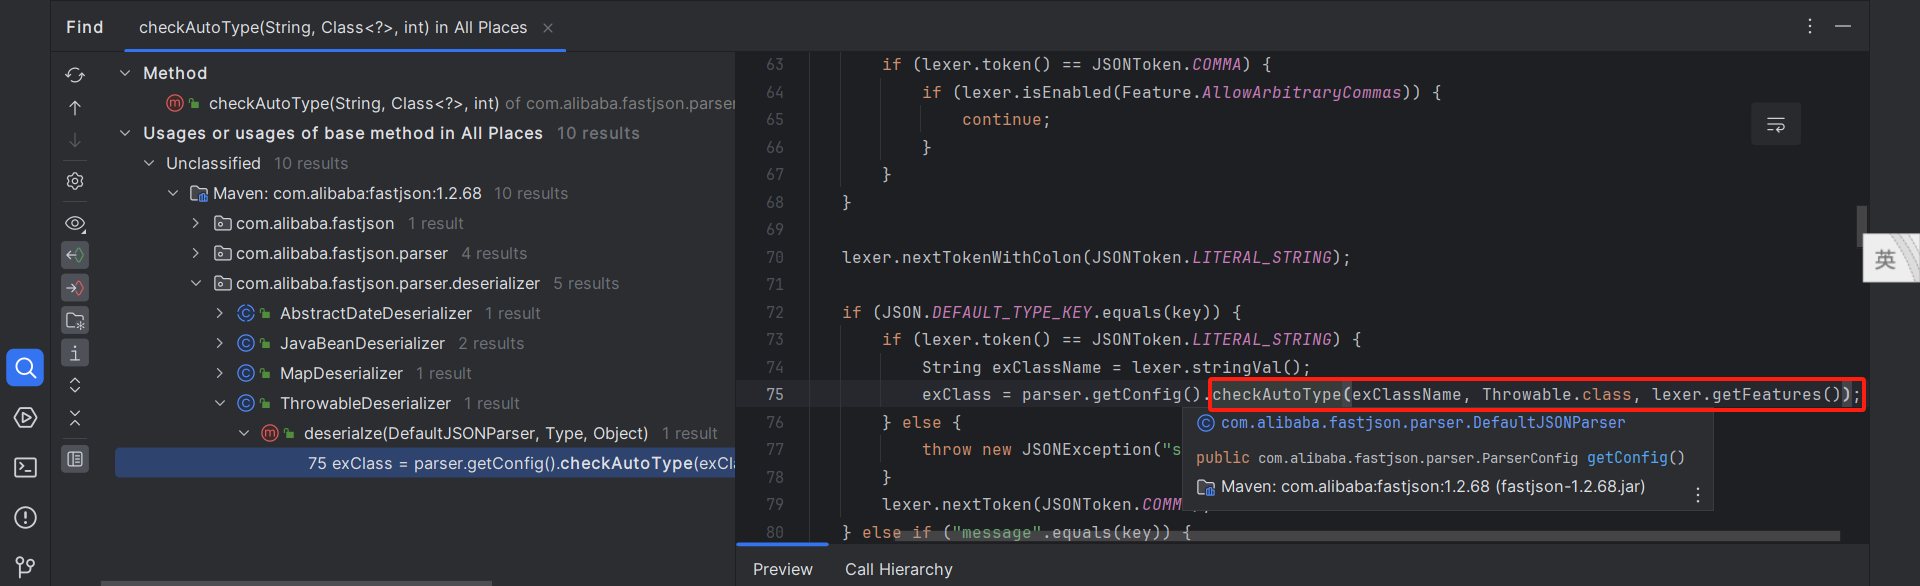 Find
checkAutoType(String, Class<?>, int) in All Places
Method
checkAutoType(String, Class<?>, int) of com.alibaba.fastjson.parser
Usages or usages of base method in All Places 10 results
Unclassified 10 results
Maven: com.alibaba:fastjson:1.2.68 10 results
com.alibaba.fastjson 1 result
com.alibaba.fastjson.parser 4 results
com.alibaba.fastjson.parser.deserializer 5 results
AbstractDateDeserializer 1 result
JavaBeanDeserializer 2 results
MapDeserializer 1 result
ThrowableDeserializer 1 result
deserialze(DefaultJSONParser, Type, Object) 1 result
75 exClass = parser.getConfig().checkAutoType(exCl
63 if (lexer.token() == JSONToken.COMMA) {
64 if (lexer.isEnabled(Feature.AllowArbitraryCommas)) {
65 continue;
66 }
67 }
68 }
69
70 lexer.nextTokenWithColon(JSONToken.LITERAL_STRING);
71
72 if (JSON.DEFAULT_TYPE_KEY.equals(key)) {
73 if (lexer.token() == JSONToken.LITERAL_STRING) {
74 String exClassName = lexer.stringVal();
75 exClass = parser.getConfig().checkAutoType(exClassName, Throwable.class, lexer.getFeatures());
76 } else {
77 throw new JSONException("s
78 }
79 lexer.nextToken(JSONToken.COMM
80 } else if ("message".equals(key)) {
com.alibaba.fastjson.parser.DefaultJSONParser
public com.alibaba.fastjson.parser.ParserConfig getConfig()
Maven: com.alibaba:fastjson:1.2.68 (fastjson-1.2.68.jar)
英
Preview
Call Hierarchy